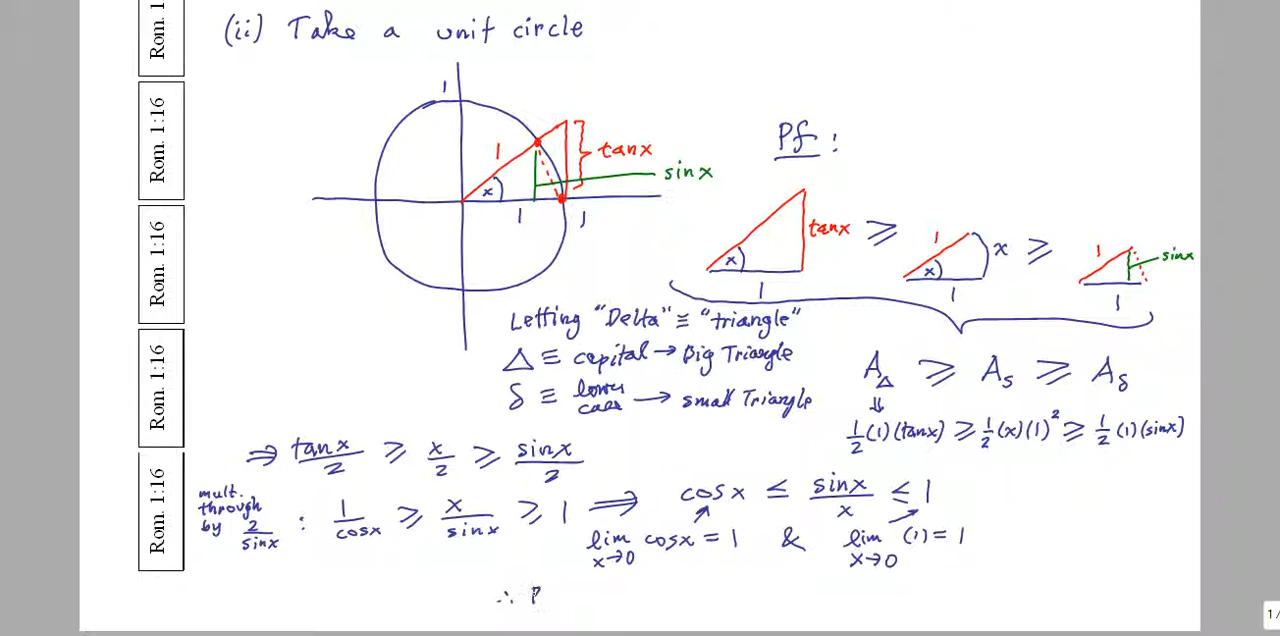 Rom. 1:16
Rom. 1:16
Rom. 1:16
Rom. 1:16
Rom. 1:16
(ii) Take a unit circle
1
1
x
1
1
tanx
sinx
Pf:
x
1
tanx
≥
1
x
1
x
≥
1
1
sinx
Letting "Delta" ≡ "triangle"
Δ ≡ capital → Big Triangle
δ ≡ lower case → small Triangle
A_Δ ≥ A_s ≥ A_δ
⇓
1/2 (1)(tanx) ≥ 1/2 (x)(1)² ≥ 1/2 (1)(sinx)
⇒ tanx/2 ≥ x/2 ≥ sinx/2
mult. through by 2/sinx : 1/cosx ≥ x/sinx ≥ 1 ⇒ cosx ≤ sinx/x ≤ 1
lim x→0 cosx = 1 & lim x→0 (1) = 1
∴
1/